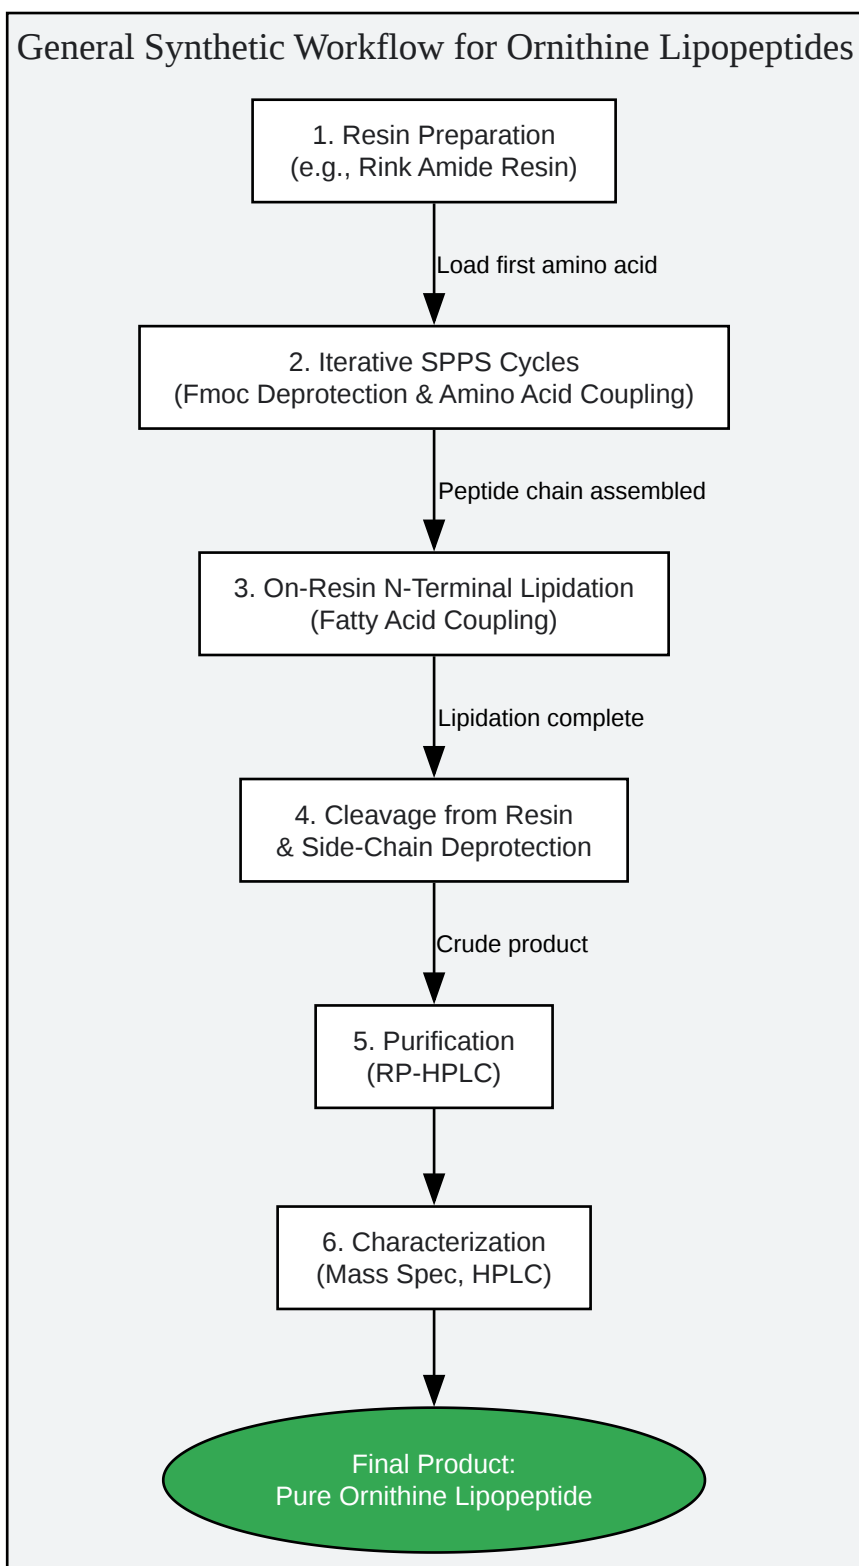 General Synthetic Workflow for Ornithine Lipopeptides
1. Resin Preparation
(e.g., Rink Amide Resin)
Load first amino acid
2. Iterative SPPS Cycles
(Fmoc Deprotection & Amino Acid Coupling)
Peptide chain assembled
3. On-Resin N-Terminal Lipidation
(Fatty Acid Coupling)
Lipidation complete
4. Cleavage from Resin
& Side-Chain Deprotection
Crude product
5. Purification
(RP-HPLC)
6. Characterization
(Mass Spec, HPLC)
Final Product:
Pure Ornithine Lipopeptide